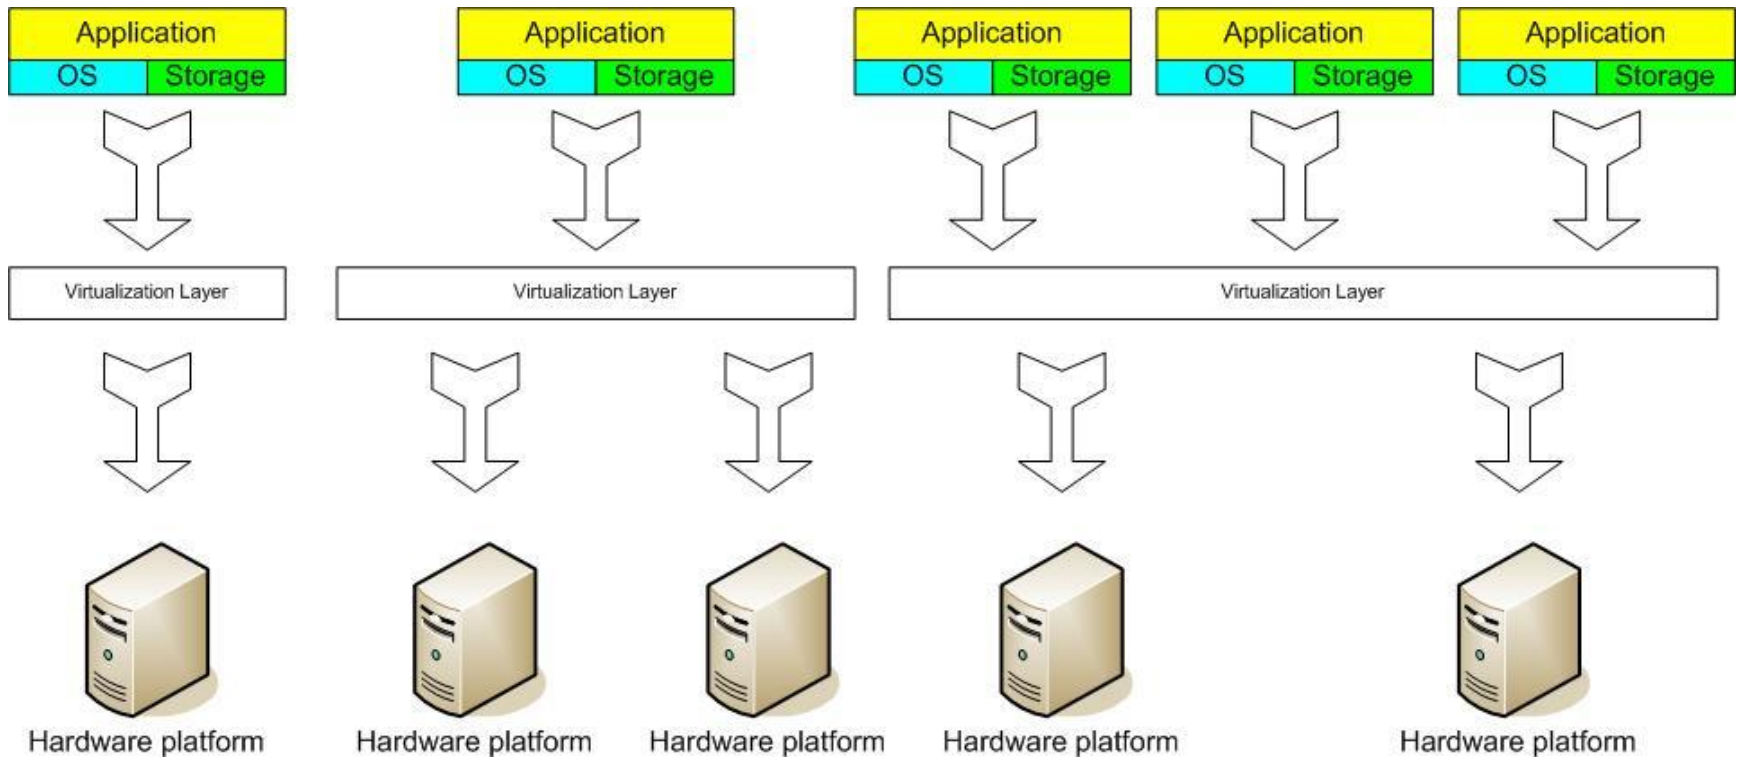 Application Application Application Application Application
OS Storage OS Storage OS Storage OS Storage OS Storage
Virtualization Layer Virtualization Layer Virtualization Layer
Hardware platform Hardware platform Hardware platform Hardware platform Hardware platform